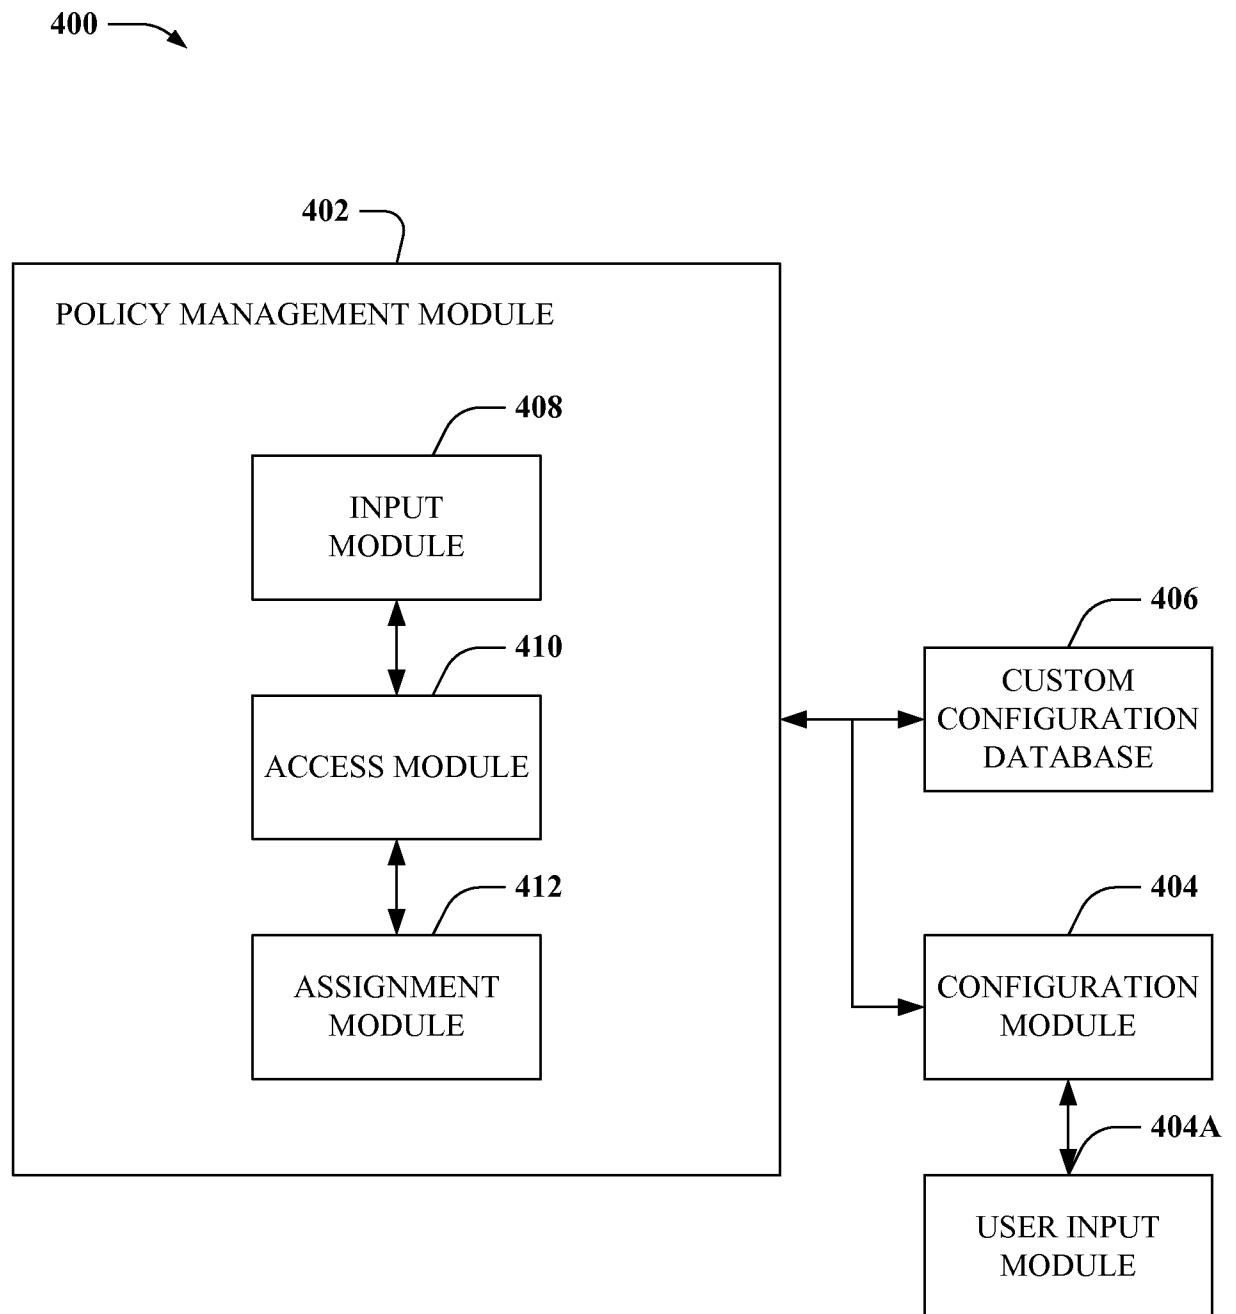 400
402
POLICY MANAGEMENT MODULE
408
INPUT
MODULE
410
ACCESS MODULE
412
ASSIGNMENT
MODULE
406
CUSTOM
CONFIGURATION
DATABASE
404
CONFIGURATION
MODULE
404A
USER INPUT
MODULE